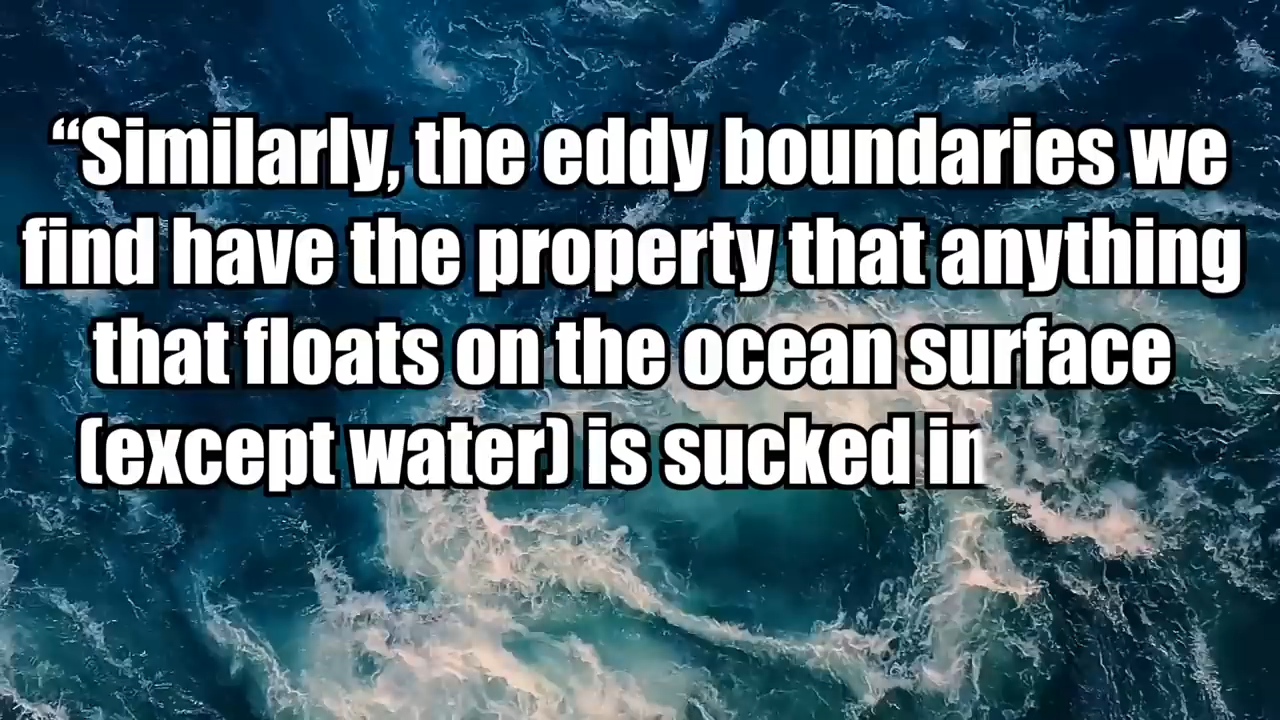 “Similarly, the eddy boundaries we
find have the property that anything
that floats on the ocean surface
(except water) is sucked in